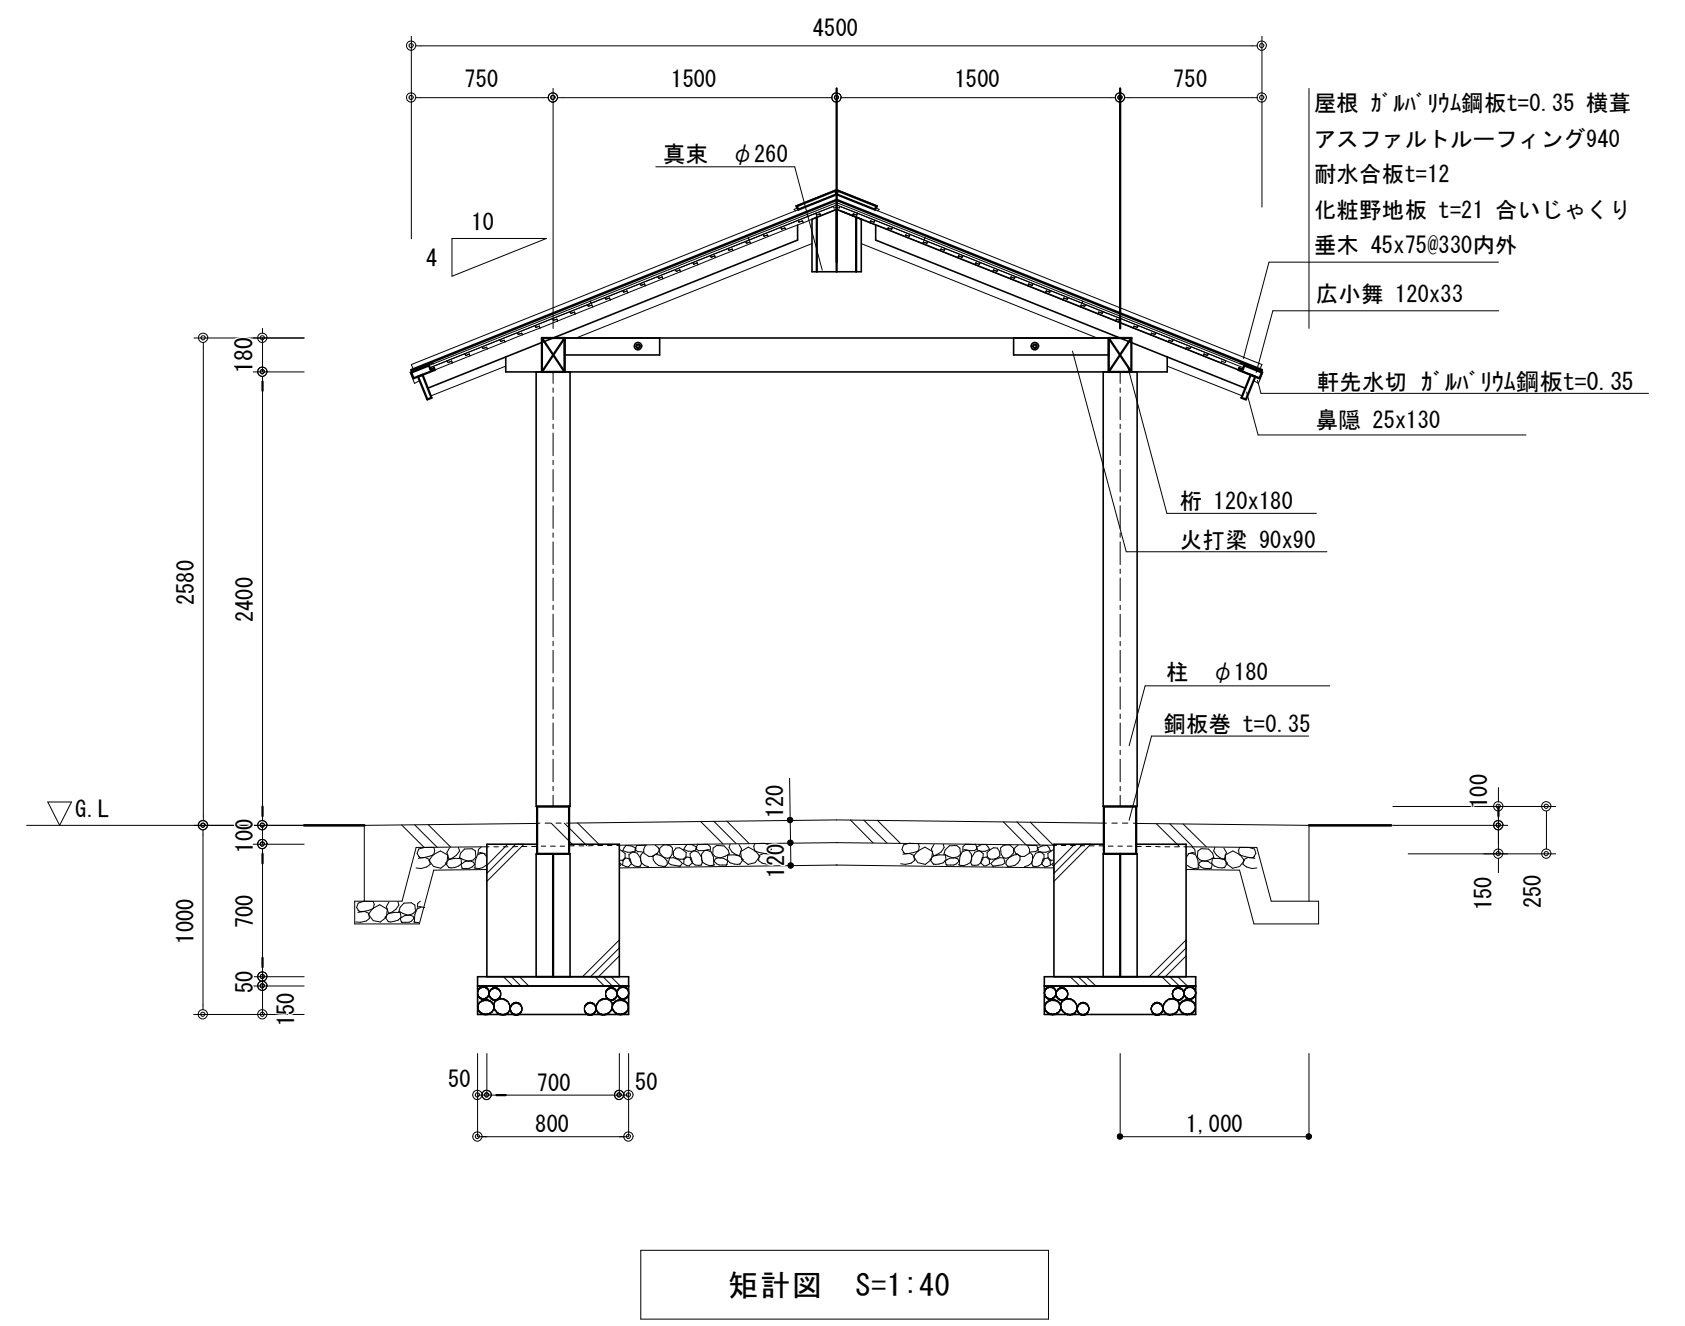 4500
750 1500 1500 750
屋根 ｶﾞﾙﾊﾞﾘｳﾑ鋼板t=0.35 横葺
アスファルトルーフィング940
耐水合板t=12
化粧野地板 t=21 合いじゃくり
垂木 45x75@330内外
広小舞 120x33
軒先水切 ｶﾞﾙﾊﾞﾘｳﾑ鋼板t=0.35
鼻隠 25x130
真束 φ260
10
4
180
桁 120x180
火打梁 90x90
2580
2400
柱 φ180
銅板巻 t=0.35
G.L
120
120
100
100
150
250
1000
700
50
150
50 700 50
800
1,000
矩計図 S=1:40